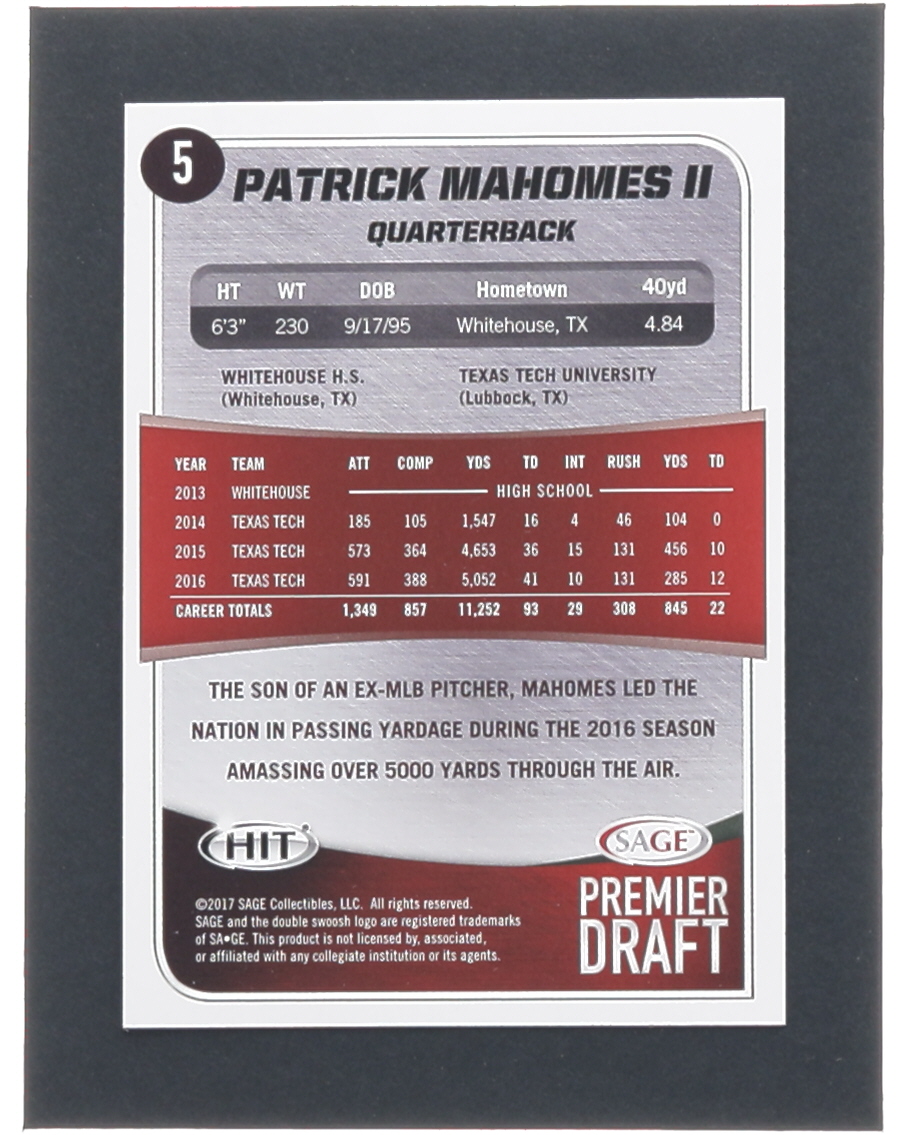 5
PATRICK MAHOMES II
QUARTERBACK
HT WT DOB Hometown 40yd
6'3" 230 9/17/95 Whitehouse, TX 4.84
WHITEHOUSE H.S. TEXAS TECH UNIVERSITY
(Whitehouse, TX) (Lubbock, TX)
YEAR TEAM ATT COMP YDS TD INT RUSH YDS TD
2013 WHITEHOUSE HIGH SCHOOL
2014 TEXAS TECH 185 105 1,547 16 4 46 104 0
2015 TEXAS TECH 573 364 4,653 36 15 131 456 10
2016 TEXAS TECH 591 388 5,052 41 10 131 285 12
CAREER TOTALS 1,349 857 11,252 93 29 308 845 22
THE SON OF AN EX-MLB PITCHER, MAHOMES LED THE
NATION IN PASSING YARDAGE DURING THE 2016 SEASON
AMASSING OVER 5000 YARDS THROUGH THE AIR.
HIT® SAGE™
©2017 SAGE Collectibles, LLC. All rights reserved.
SAGE and the double swoosh logo are registered trademarks
of SA•GE. This product is not licensed by, associated,
or affiliated with any collegiate institution or its agents.
PREMIER
DRAFT